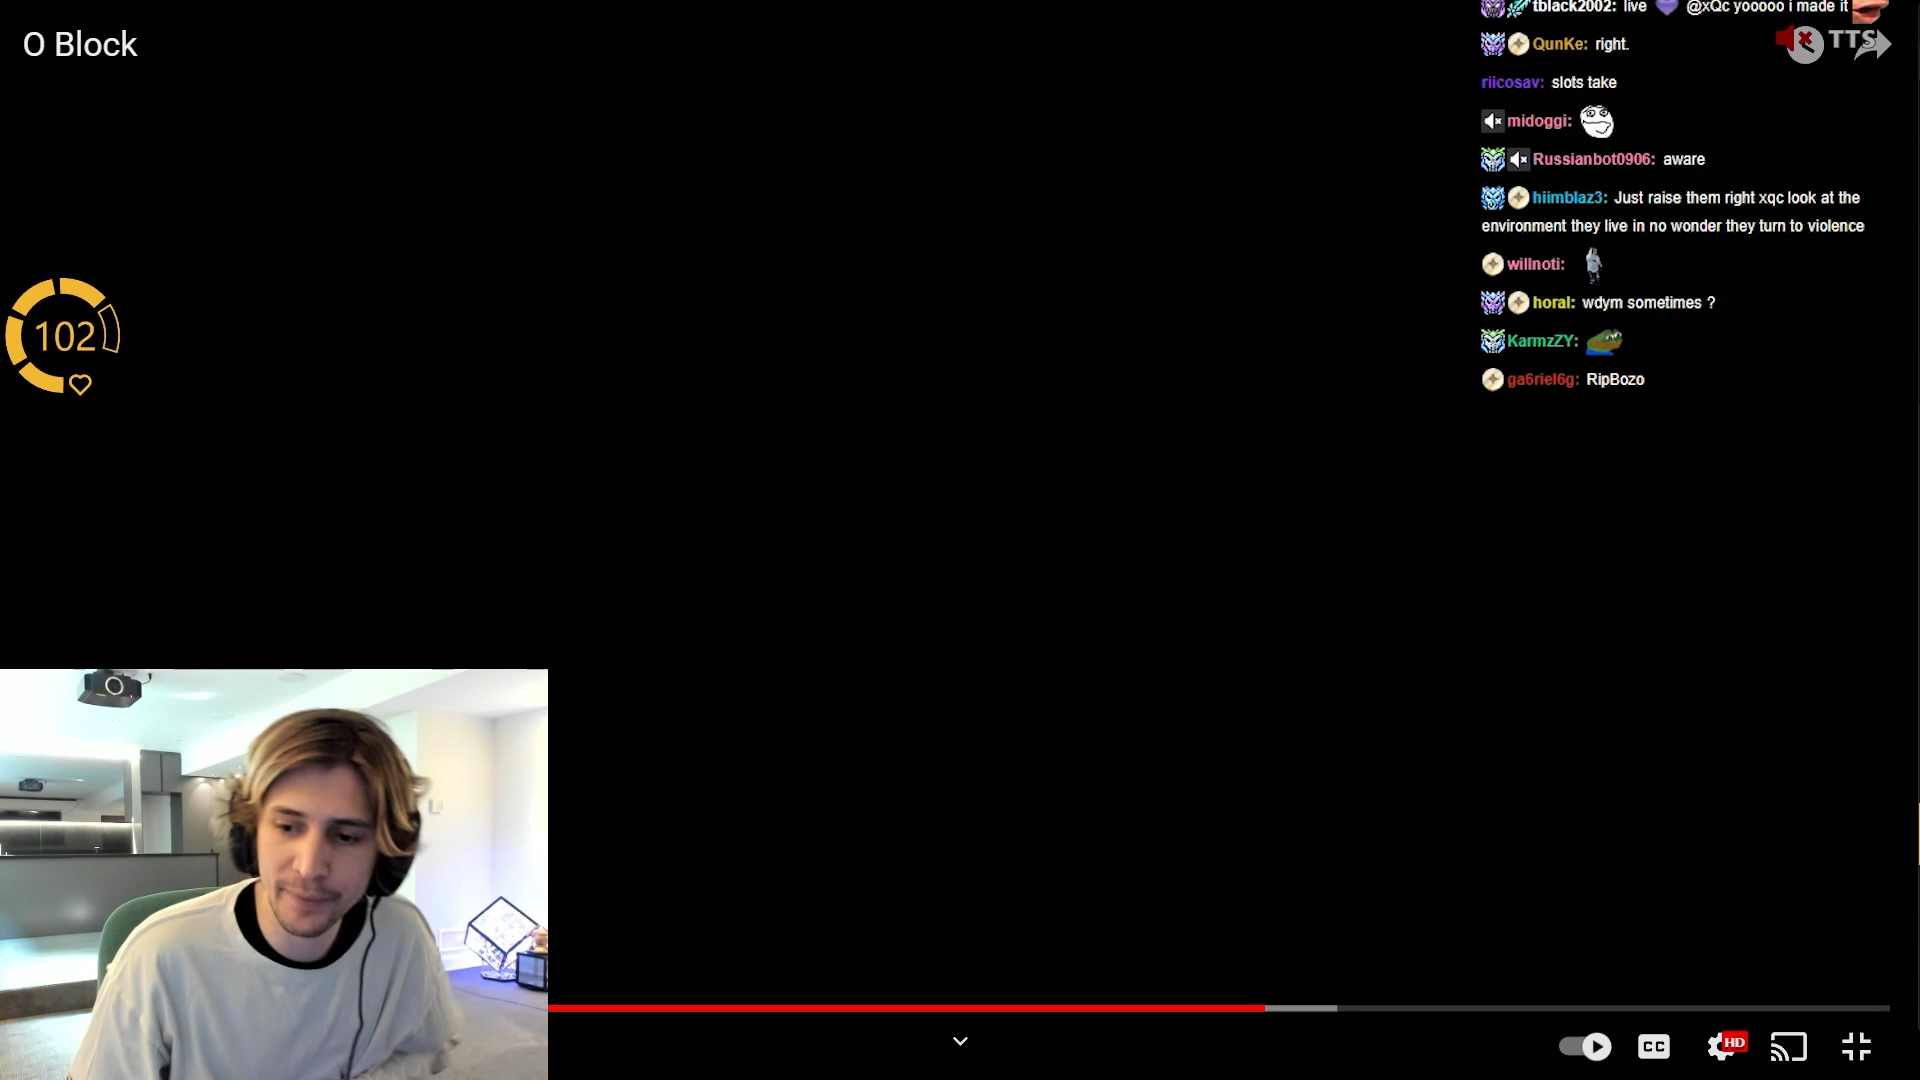 O Block
tblack2002: live @xQc yooooo i made it
TTS
QunKe: right.
riicosav: slots take
midoggi:
Russianbot0906: aware
hiimblaz3: Just raise them right xqc look at the
environment they live in no wonder they turn to violence
willnoti:
horal: wdym sometimes ?
KarmzZY:
ga6riel6g: RipBozo
102
CC
HD